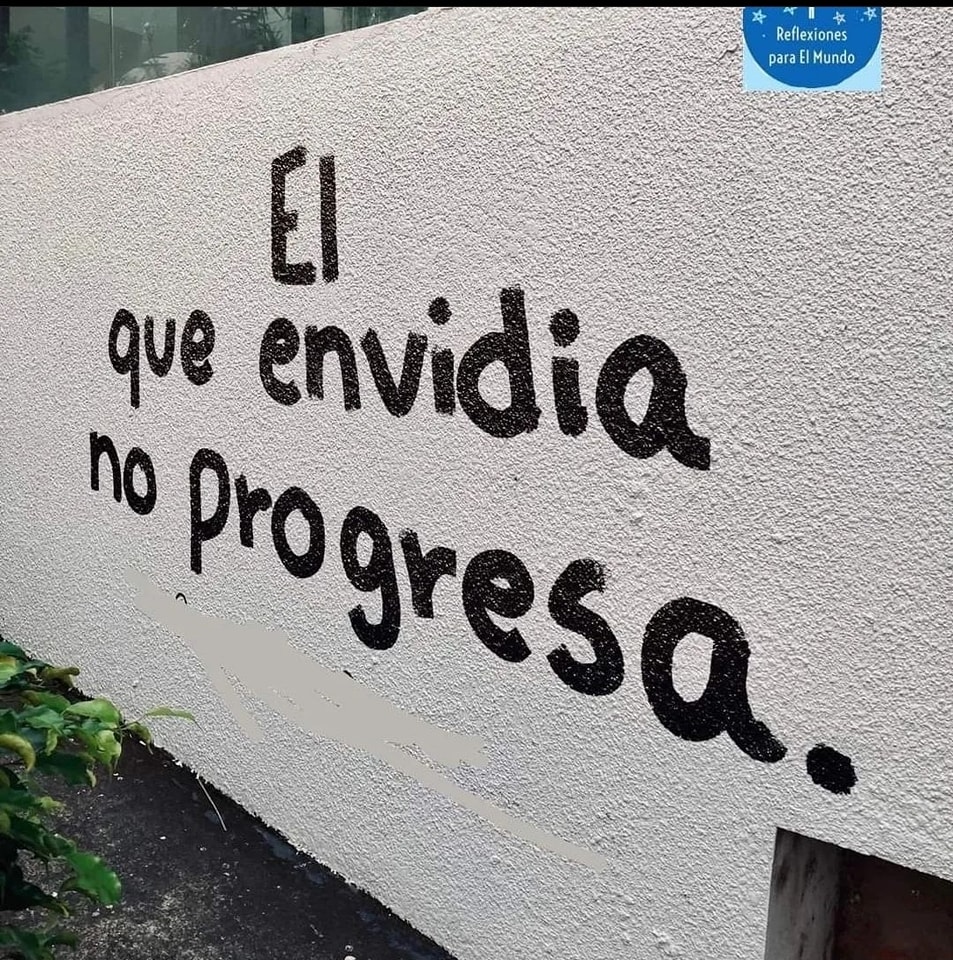 Reflexiones
para El Mundo
El
que envidia
no progresa.